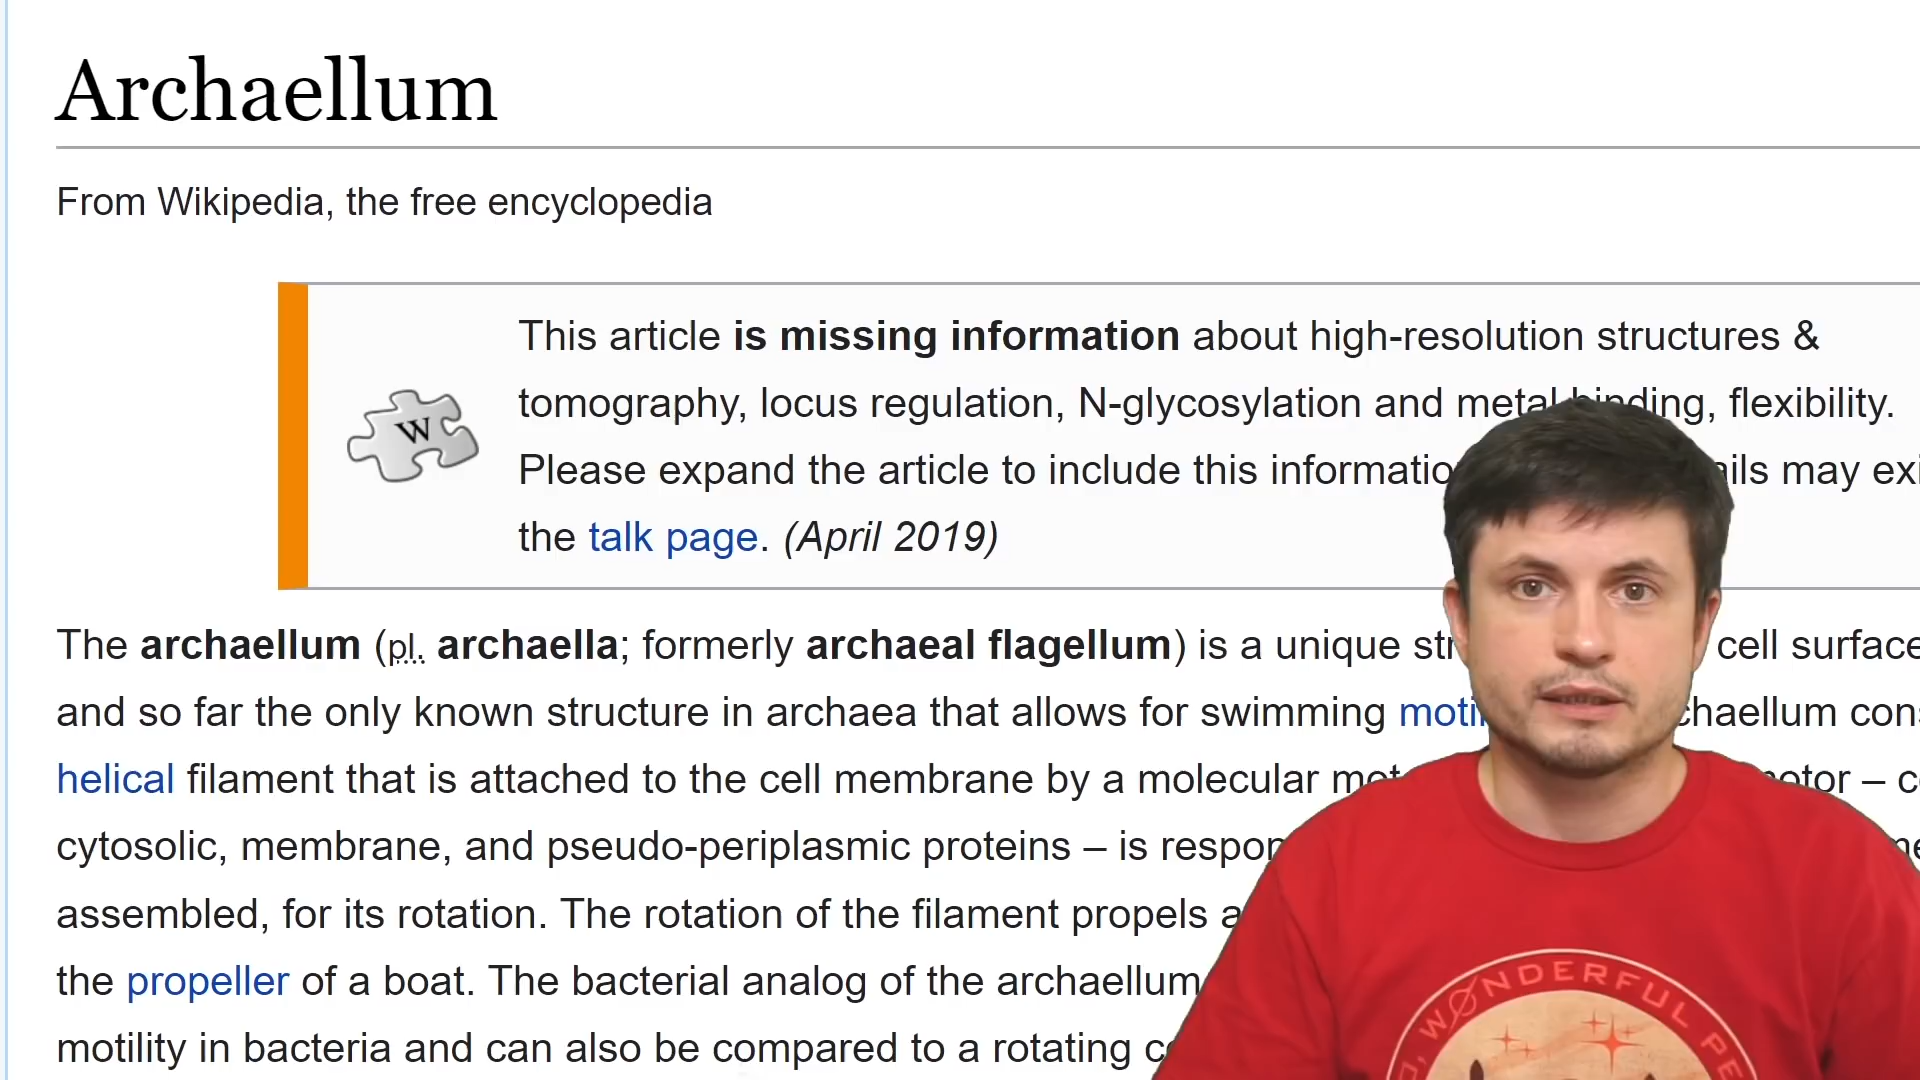 Archaellum
From Wikipedia, the free encyclopedia
This article is missing information about high-resolution structures &
tomography, locus regulation, N-glycosylation and metal binding, flexibility.
W
Please expand the article to include this may
the talk page. (April 2019)
The archaellum (pl. archaella; formerly archaeal flagellum) is a unique cell surface
and so far the only known structure in archaea that allows for swimming
helical filament that is attached to the cell membrane by a molecular
cytosolic, membrane, and pseudo-periplasmic proteins – is
assembled, for its rotation. The rotation of the filament propels
the propeller of a boat. The bacterial analog of the archaellum
motility in bacteria and can also be compared to a rotating
WONDERFUL